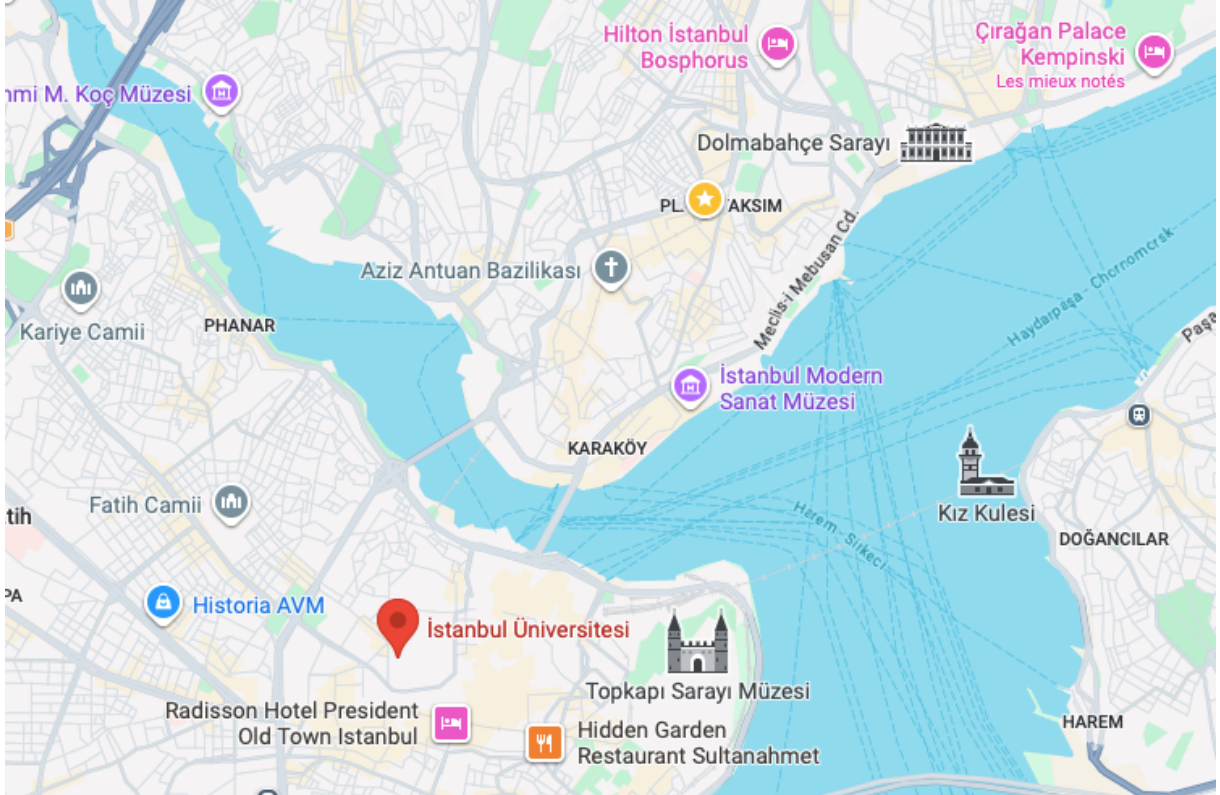 Hilton İstanbul
Bosphorus
Çırağan Palace
Kempinski
Les mieux notés
nmi M. Koç Müzesi
Dolmabahçe Sarayı
AKSIM
Meclis-i Mebusan Cd.
Aziz Antuan Bazilikası
Haydarpaşa -
Kariye Camii
PHANAR
İstanbul Modern
Sanat Müzesi
KARAKÖY
Fatih Camii
Harem - Sirkeci
Kız Kulesi
DOĞANCILAR
Historia AVM
İstanbul Üniversitesi
Topkapı Sarayı Müzesi
Radisson Hotel President
Old Town Istanbul
HAREM
Hidden Garden
Restaurant Sultanahmet